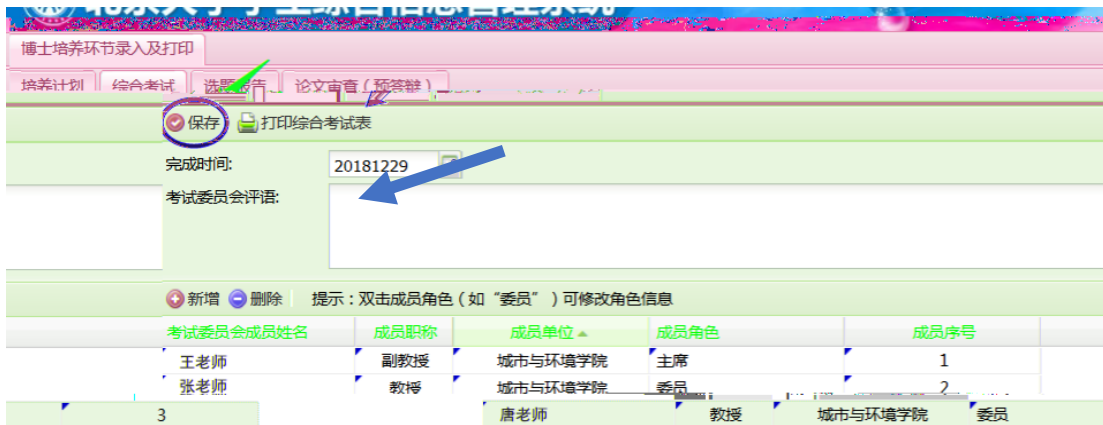 博士培养环节录入及打印
培养计划 综合考试 选题报告 论文审查（预答辩）
保存 打印综合考试表
完成时间: 20181229
考试委员会评语:
新增 删除 提示：双击成员角色（如“委员”）可修改角色信息
考试委员会成员姓名 成员职称 成员单位 成员角色 成员序号
王老师 副教授 城市与环境学院 主席 1
张老师 教授 城市与环境学院 委员 2
3 唐老师 教授 城市与环境学院 委员